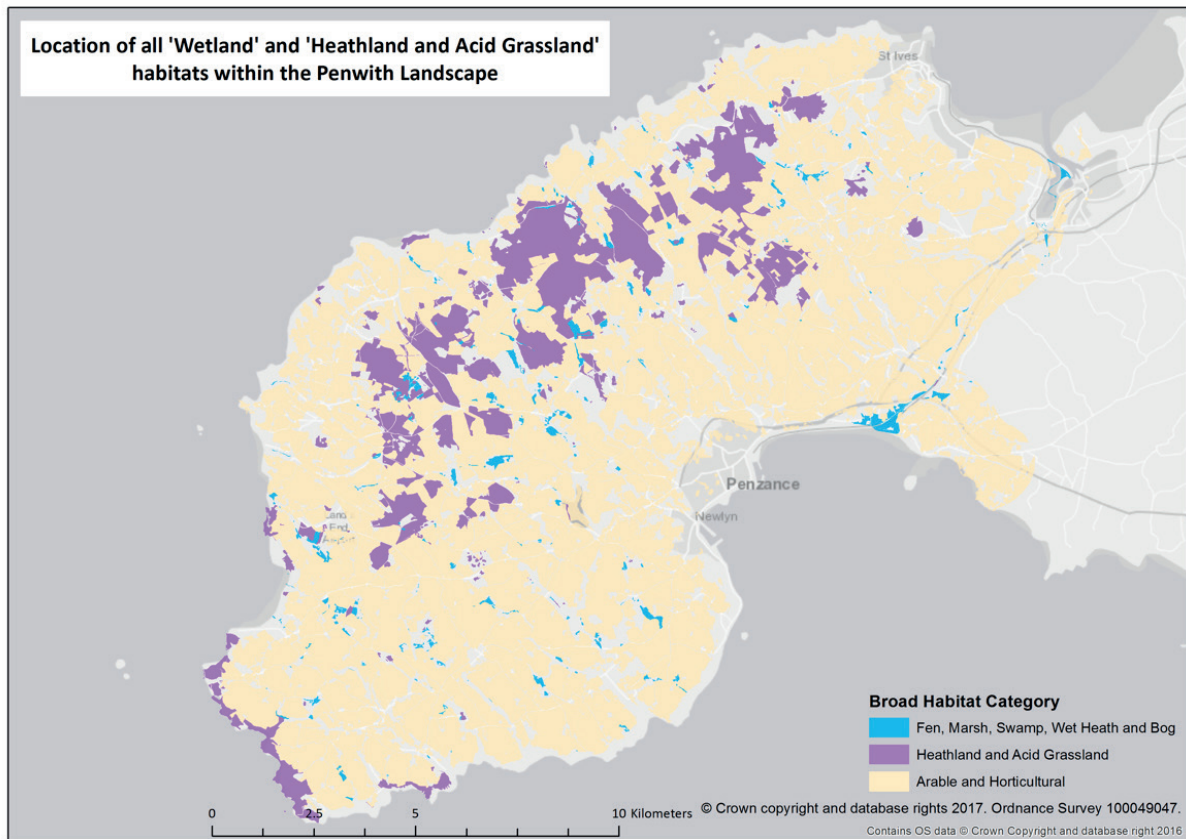 Location of all 'Wetland' and 'Heathland and Acid Grassland'
habitats within the Penwith Landscape
St Ives
Penzance
Newlyn
Land's
End
Broad Habitat Category
Fen, Marsh, Swamp, Wet Heath and Bog
Heathland and Acid Grassland
Arable and Horticultural
0 2.5 5 10 Kilometers
© Crown copyright and database rights 2017. Ordnance Survey 100049047.
Contains OS data © Crown Copyright and database right 2016